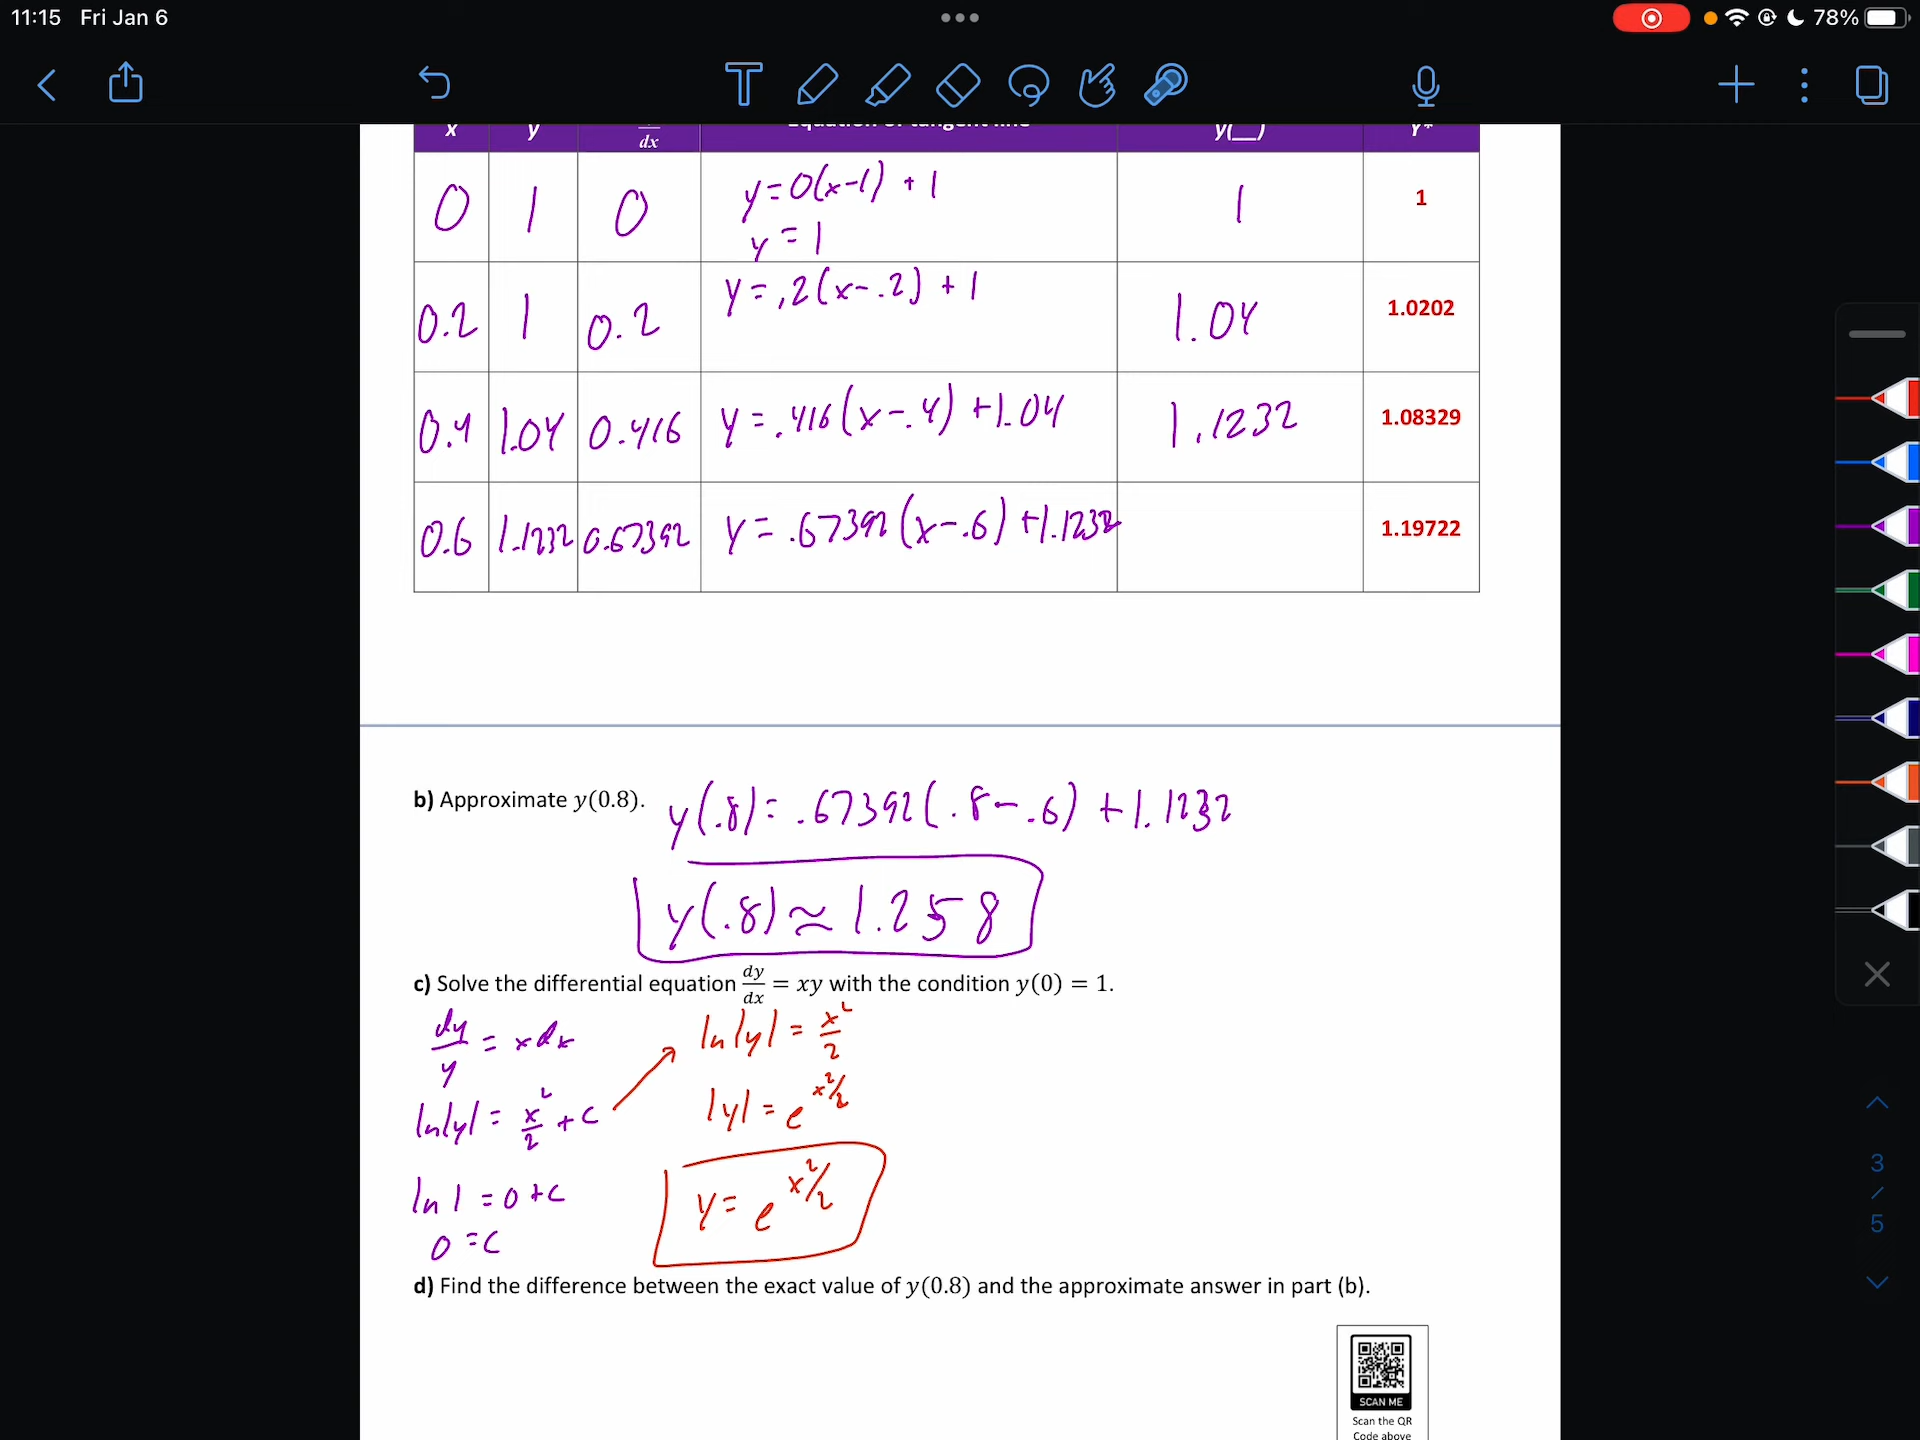 11:15 Fri Jan 6
78%
x y dx Equation of tangent line y(__) Y*
0 1 0 y=0(x-1) + 1 1 1
y = 1
0.2 1 0.2 y=,2(x-.2) + 1 1.04 1.0202
0.4 1.04 0.416 y=.416(x-.4) +1.04 1.1232 1.08329
0.6 1.1232 0.67392 y= .67392(x-.6) +1.1232 1.19722
b) Approximate y(0.8). y(.8)= .67392(.8-.6) +1.1232
y(.8)≈1.258
c) Solve the differential equation dy/dx = xy with the condition y(0) = 1.
dy/y = xdx
ln|y| = x²/2 + c
ln 1 = 0+c
0 = c
ln|y| = x²/2
|y| = e^x²/2
y= e^x²/2
d) Find the difference between the exact value of y(0.8) and the approximate answer in part (b).
SCAN ME
Scan the QR
Code above
3
/
5